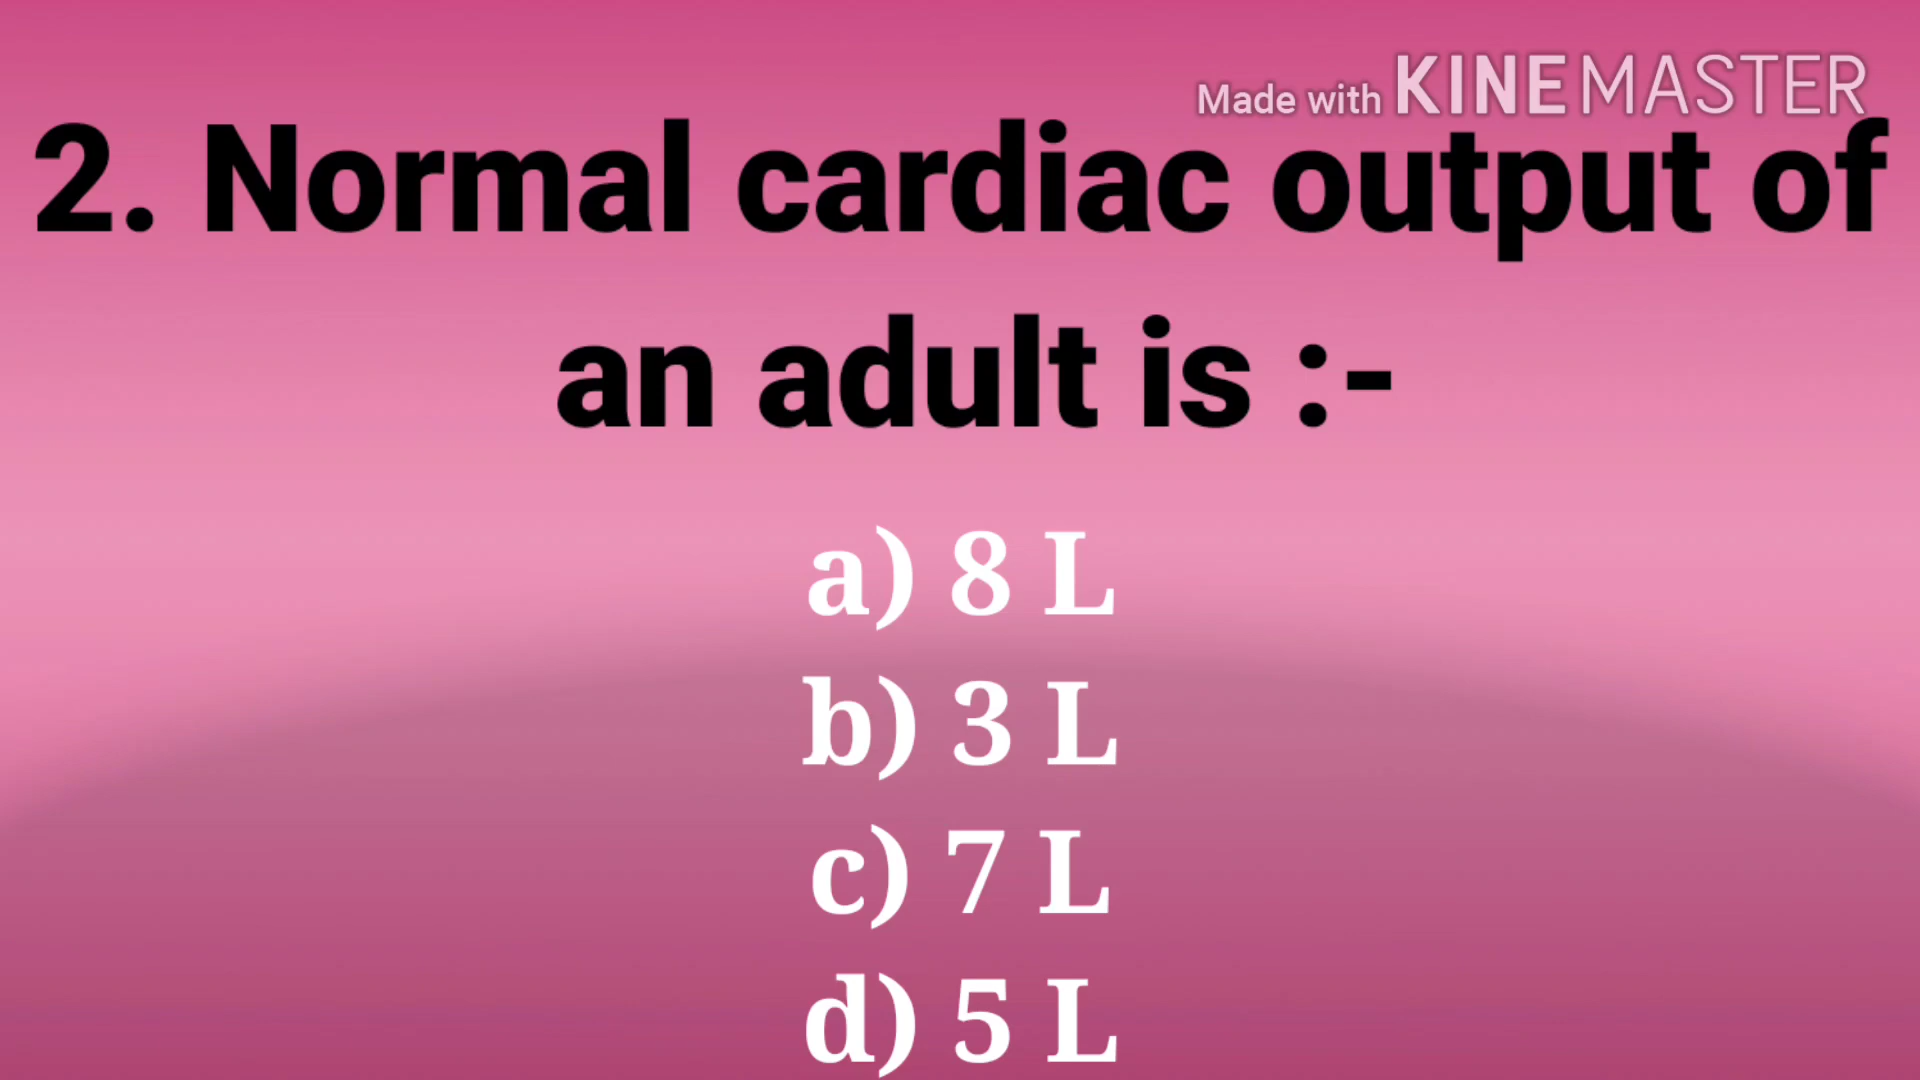 Made with KINEMASTER
2. Normal cardiac output of
an adult is :-
a) 8 L
b) 3 L
c) 7 L
d) 5 L